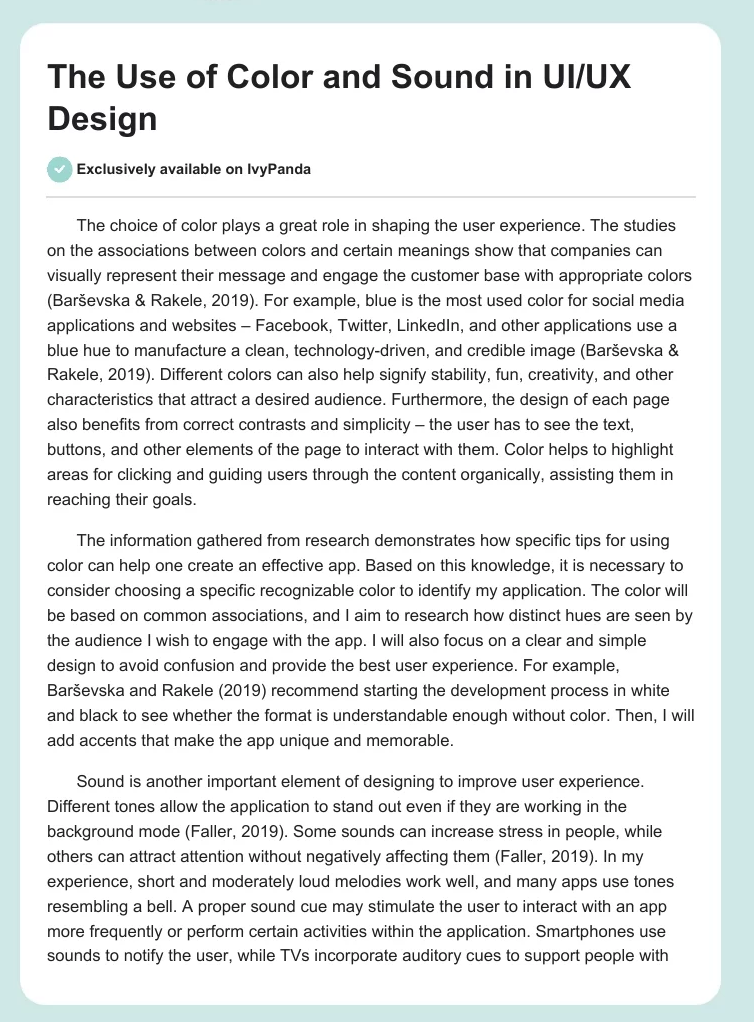 The Use of Color and Sound in UI/UX
Design
Exclusively available on IvyPanda
The choice of color plays a great role in shaping the user experience. The studies
on the associations between colors and certain meanings show that companies can
visually represent their message and engage the customer base with appropriate colors
(Barševska & Rakele, 2019). For example, blue is the most used color for social media
applications and websites – Facebook, Twitter, LinkedIn, and other applications use a
blue hue to manufacture a clean, technology-driven, and credible image (Barševska &
Rakele, 2019). Different colors can also help signify stability, fun, creativity, and other
characteristics that attract a desired audience. Furthermore, the design of each page
also benefits from correct contrasts and simplicity – the user has to see the text,
buttons, and other elements of the page to interact with them. Color helps to highlight
areas for clicking and guiding users through the content organically, assisting them in
reaching their goals.
The information gathered from research demonstrates how specific tips for using
color can help one create an effective app. Based on this knowledge, it is necessary to
consider choosing a specific recognizable color to identify my application. The color will
be based on common associations, and I aim to research how distinct hues are seen by
the audience I wish to engage with the app. I will also focus on a clear and simple
design to avoid confusion and provide the best user experience. For example,
Barševska and Rakele (2019) recommend starting the development process in white
and black to see whether the format is understandable enough without color. Then, I will
add accents that make the app unique and memorable.
Sound is another important element of designing to improve user experience.
Different tones allow the application to stand out even if they are working in the
background mode (Faller, 2019). Some sounds can increase stress in people, while
others can attract attention without negatively affecting them (Faller, 2019). In my
experience, short and moderately loud melodies work well, and many apps use tones
resembling a bell. A proper sound cue may stimulate the user to interact with an app
more frequently or perform certain activities within the application. Smartphones use
sounds to notify the user, while TVs incorporate auditory cues to support people with